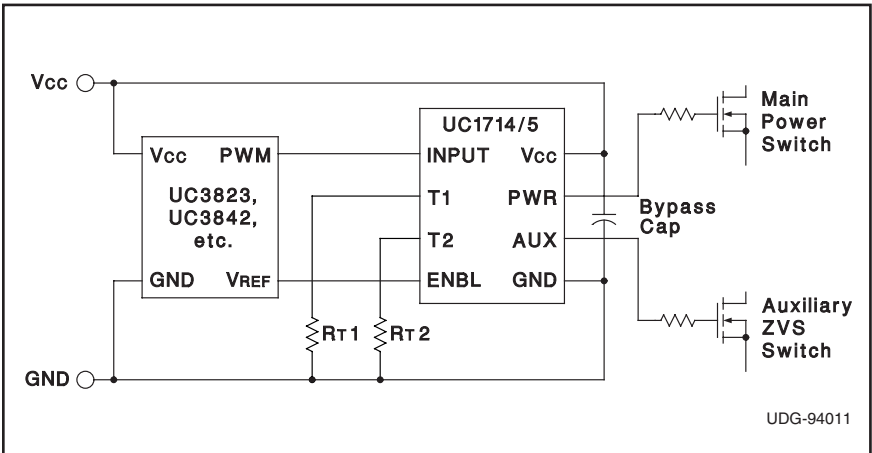 Vcc
Vcc PWM
UC3823,
UC3842,
etc.
GND VREF
UC1714/5
INPUT Vcc
T1 PWR
T2 AUX
ENBL GND
RT1
RT2
Bypass
Cap
Main
Power
Switch
Auxiliary
ZVS
Switch
GND
UDG-94011